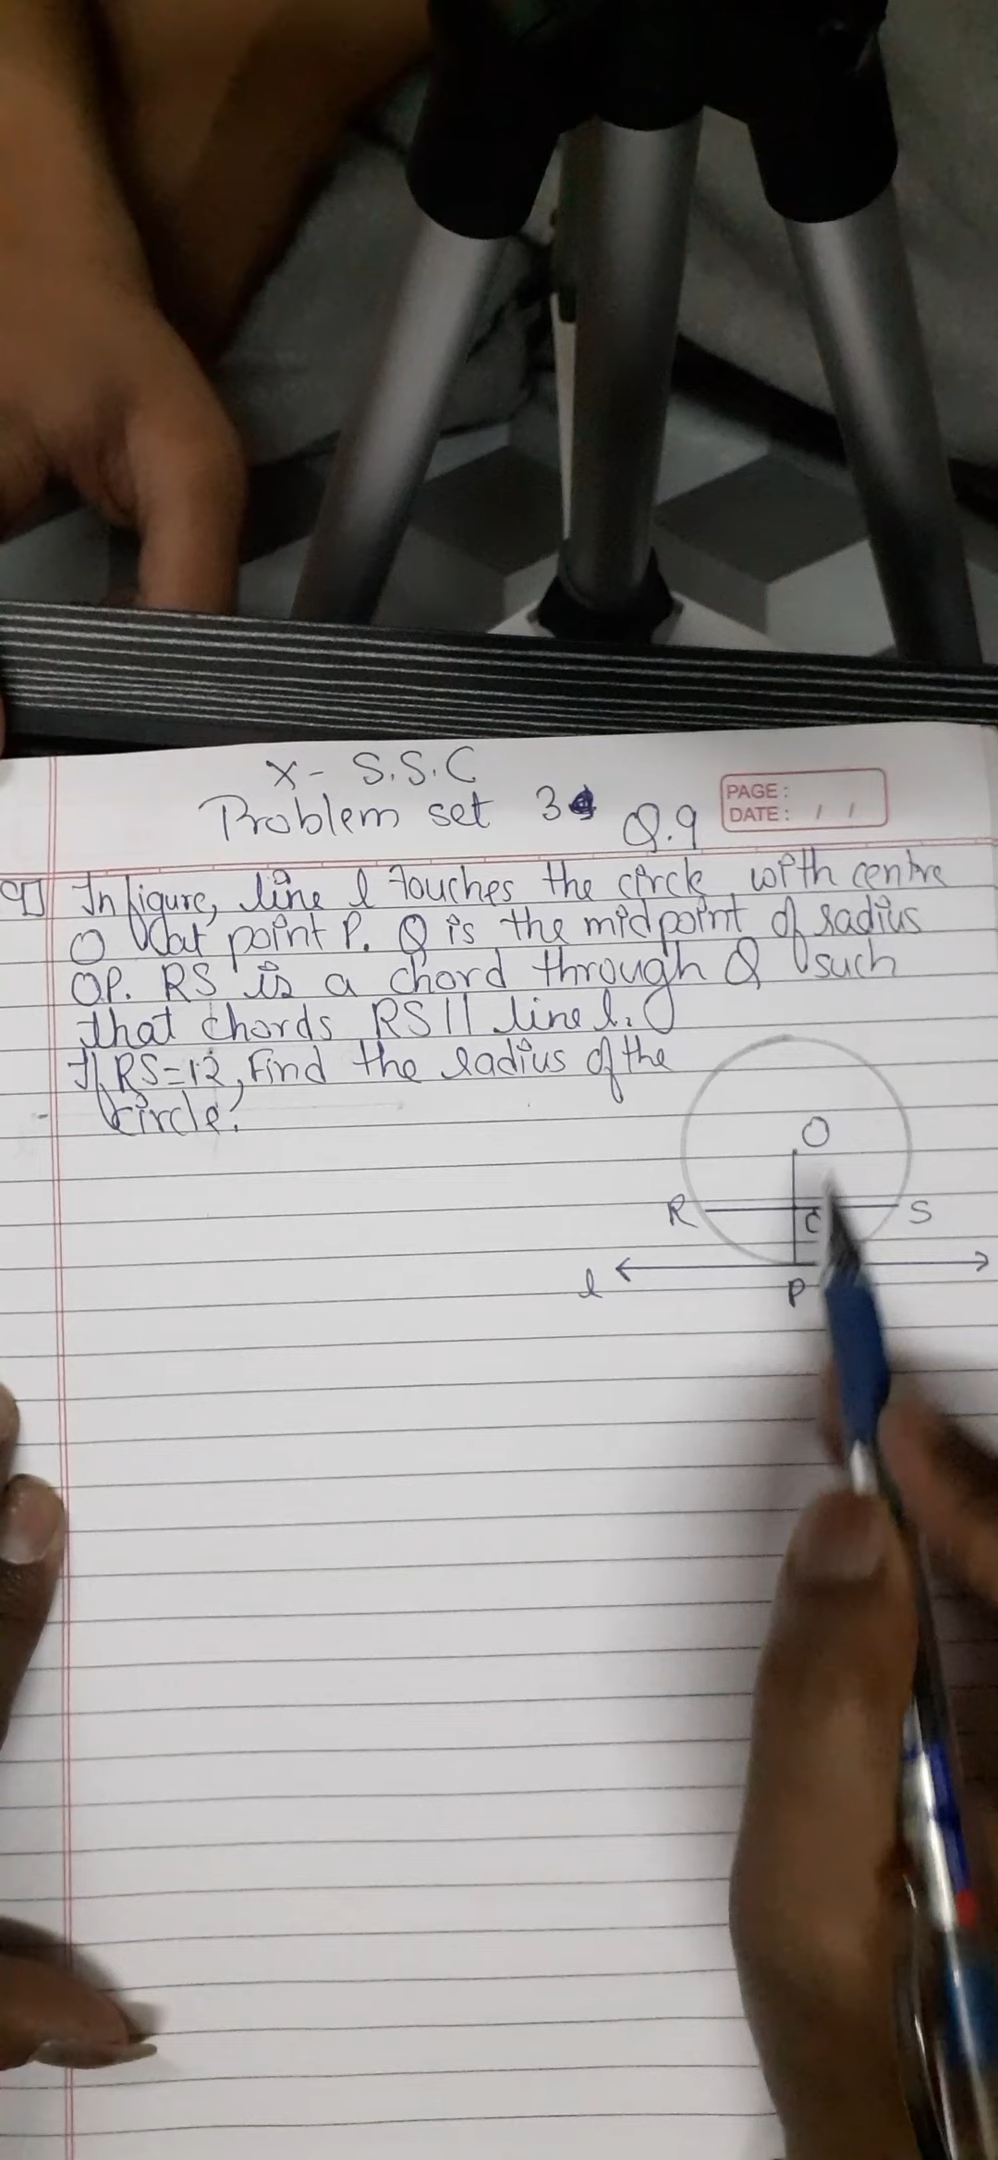 X- S.S.C
Problem set 3
Q.9
PAGE :
DATE : / /
9] In figure, line l touches the circle with centre
O at point P. Q is the midpoint of radius
OP. RS is a chord through Q such
that chords RS || line l.
If RS=12, Find the radius of the
circle.
O
R
S
l
P